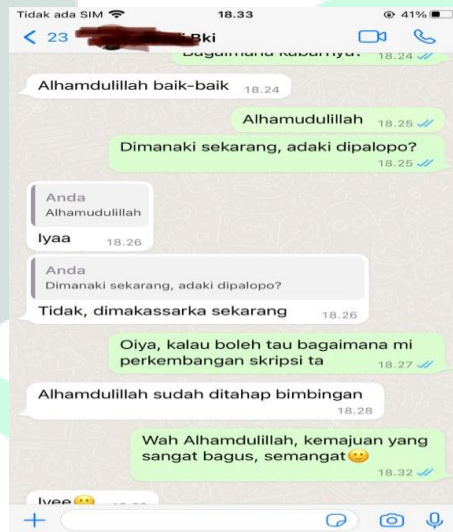 Tidak ada SIM 18.33 41%
23 Bki
18.24
Alhamdulillah baik-baik 18.24
Alhamudulillah 18.25
Dimanaki sekarang, adaki dipalopo?
18.25
Anda
Alhamudulillah
Iyaa 18.26
Anda
Dimanaki sekarang, adaki dipalopo?
Tidak, dimakassarka sekarang 18.26
Oiya, kalau boleh tau bagaimana mi
perkembangan skripsi ta 18.27
Alhamdulillah sudah ditahap bimbingan
18.28
Wah Alhamdulillah, kemajuan yang
sangat bagus, semangat🙂
18.32
Iyee🙂